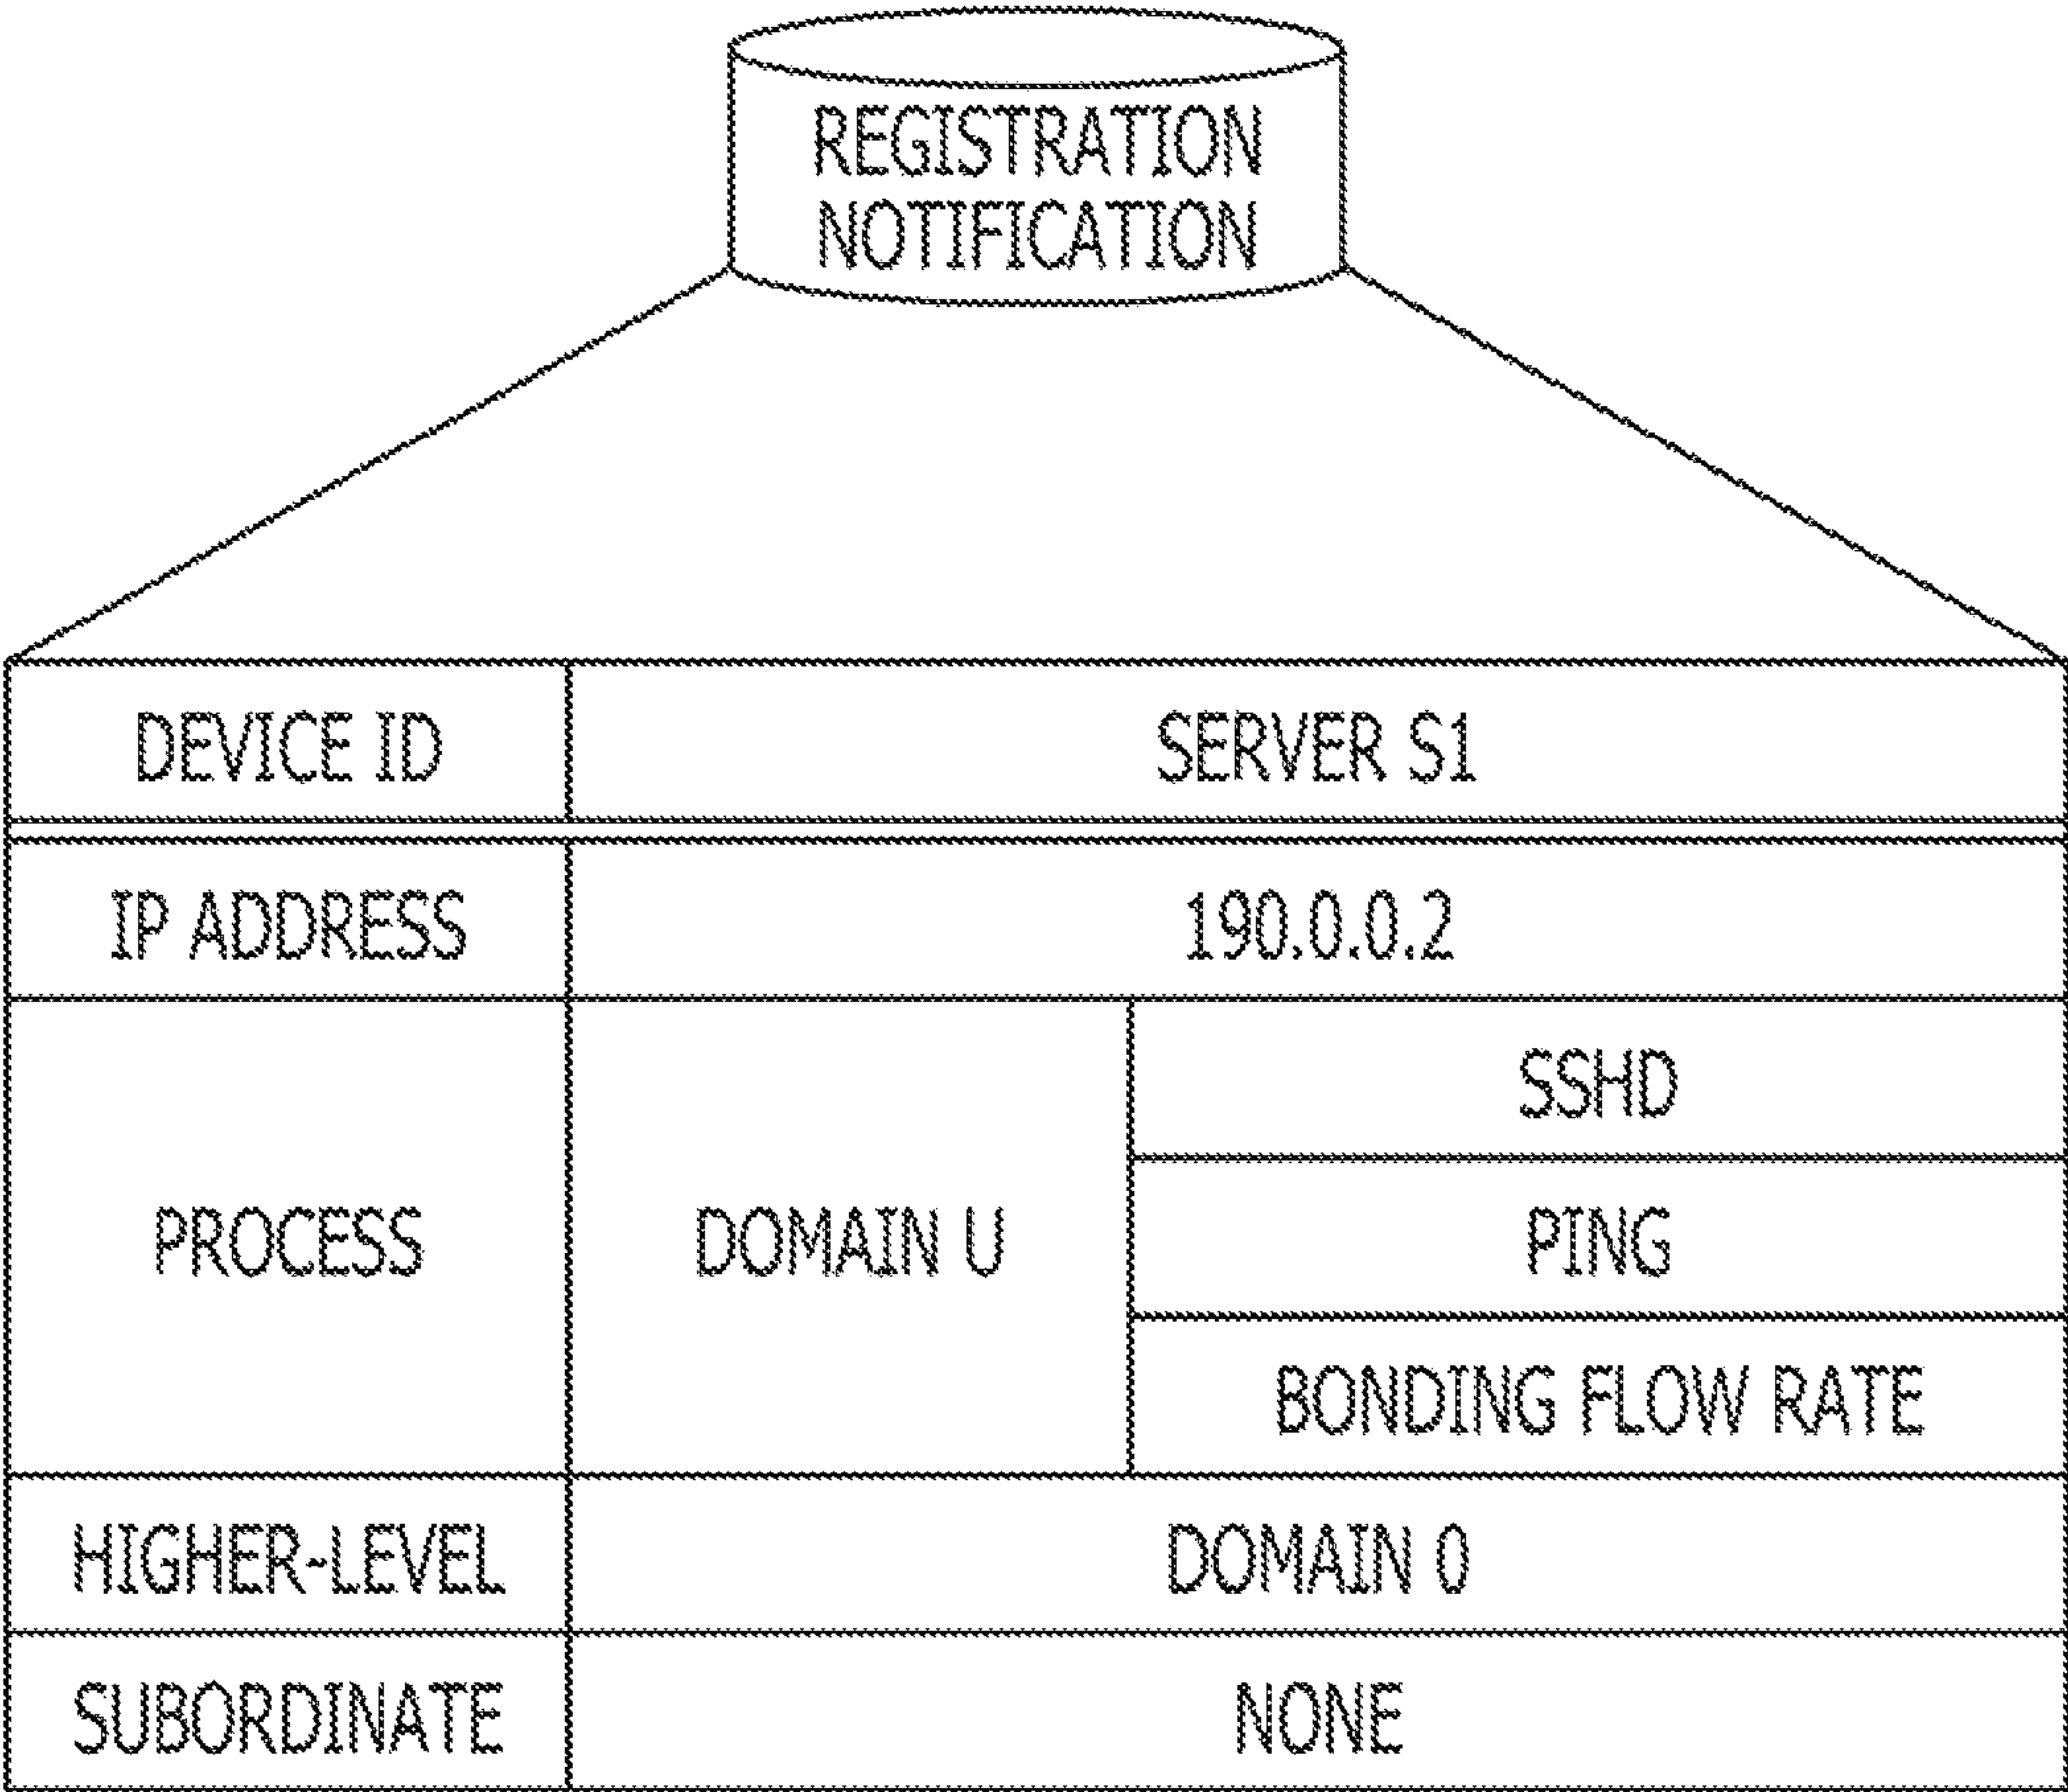 REGISTRATION
NOTIFICATION
DEVICE ID
SERVER S1
IP ADDRESS
190.0.0.2
PROCESS
DOMAIN U
SSHD
PING
BONDING FLOW RATE
HIGHER-LEVEL
DOMAIN 0
SUBORDINATE
NONE